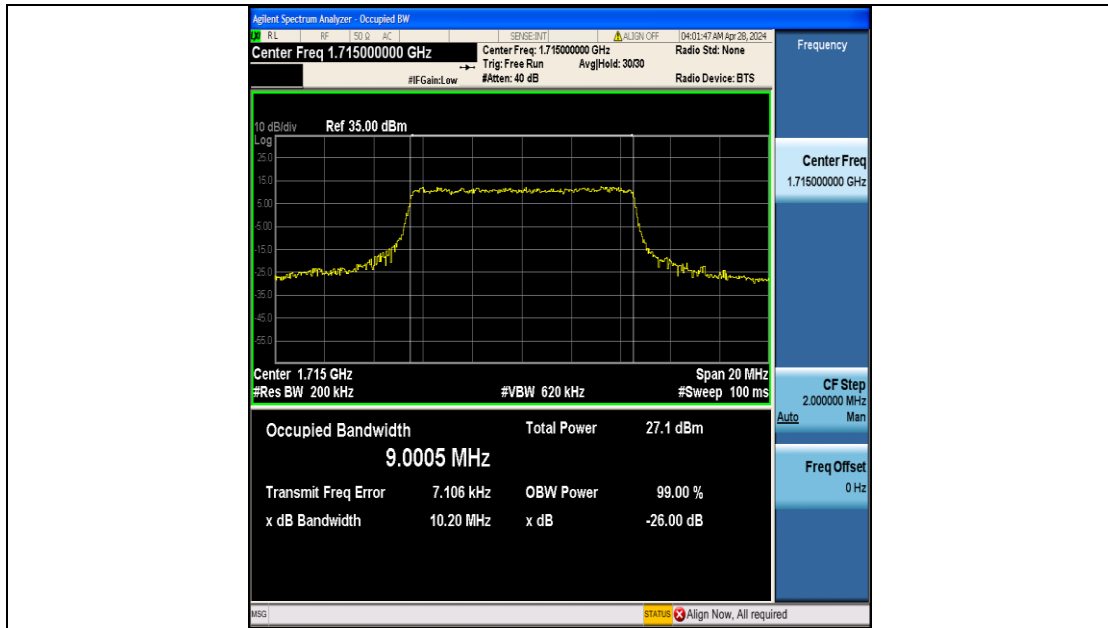 Agilent Spectrum Analyzer - Occupied BW
RL RF 50 Ω AC SENSE:INT ALIGN OFF 04:01:47 AM Apr 28, 2024
Center Freq 1.715000000 GHz
Center Freq: 1.715000000 GHz Radio Std: None
Trig: Free Run Avg|Hold: 30/30
#IFGain:Low #Atten: 40 dB Radio Device: BTS
10 dB/div Ref 35.00 dBm
Log
25.0
15.0
5.00
-5.00
-15.0
-25.0
-35.0
-45.0
-55.0
Center 1.715 GHz Span 20 MHz
#Res BW 200 kHz #VBW 620 kHz #Sweep 100 ms
Occupied Bandwidth Total Power 27.1 dBm
9.0005 MHz
Transmit Freq Error 7.106 kHz OBW Power 99.00 %
x dB Bandwidth 10.20 MHz x dB -26.00 dB
Frequency
Center Freq
1.715000000 GHz
CF Step
2.000000 MHz
Auto Man
Freq Offset
0 Hz
MSG STATUS Align Now, All required